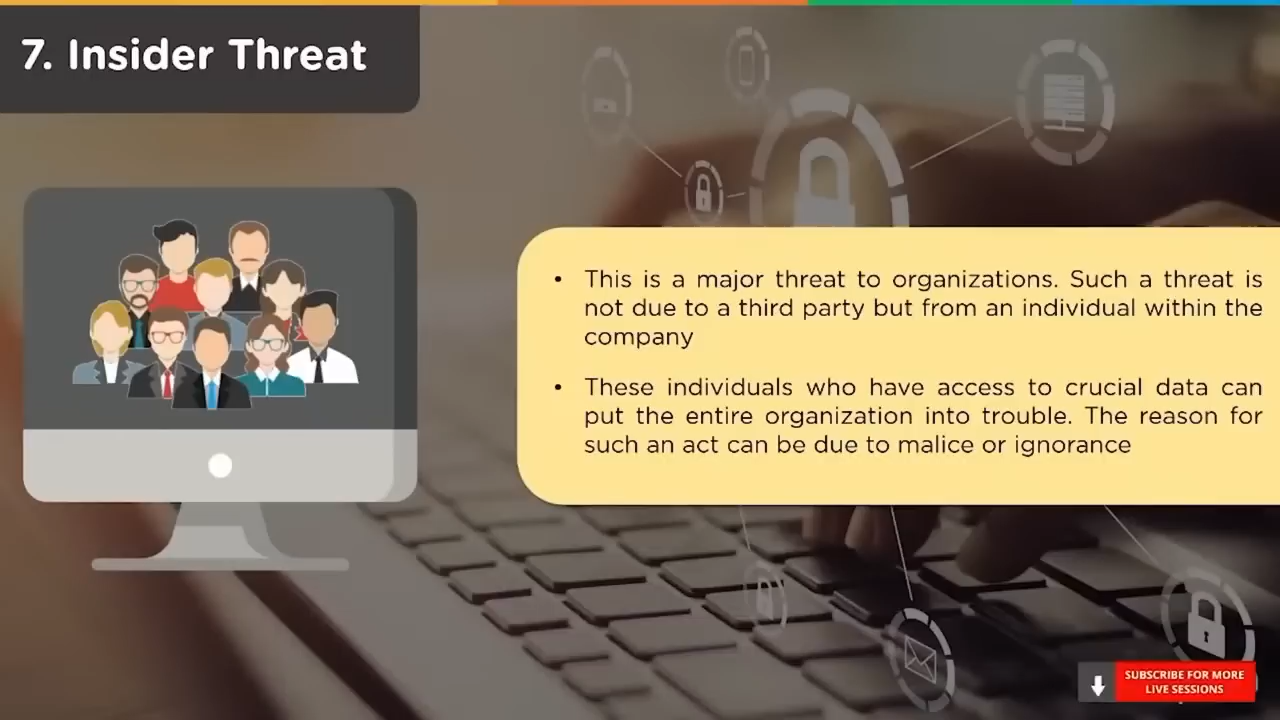 7. Insider Threat
• This is a major threat to organizations. Such a threat is
not due to a third party but from an individual within the
company
• These individuals who have access to crucial data can
put the entire organization into trouble. The reason for
such an act can be due to malice or ignorance
SUBSCRIBE FOR MORE
LIVE SESSIONS